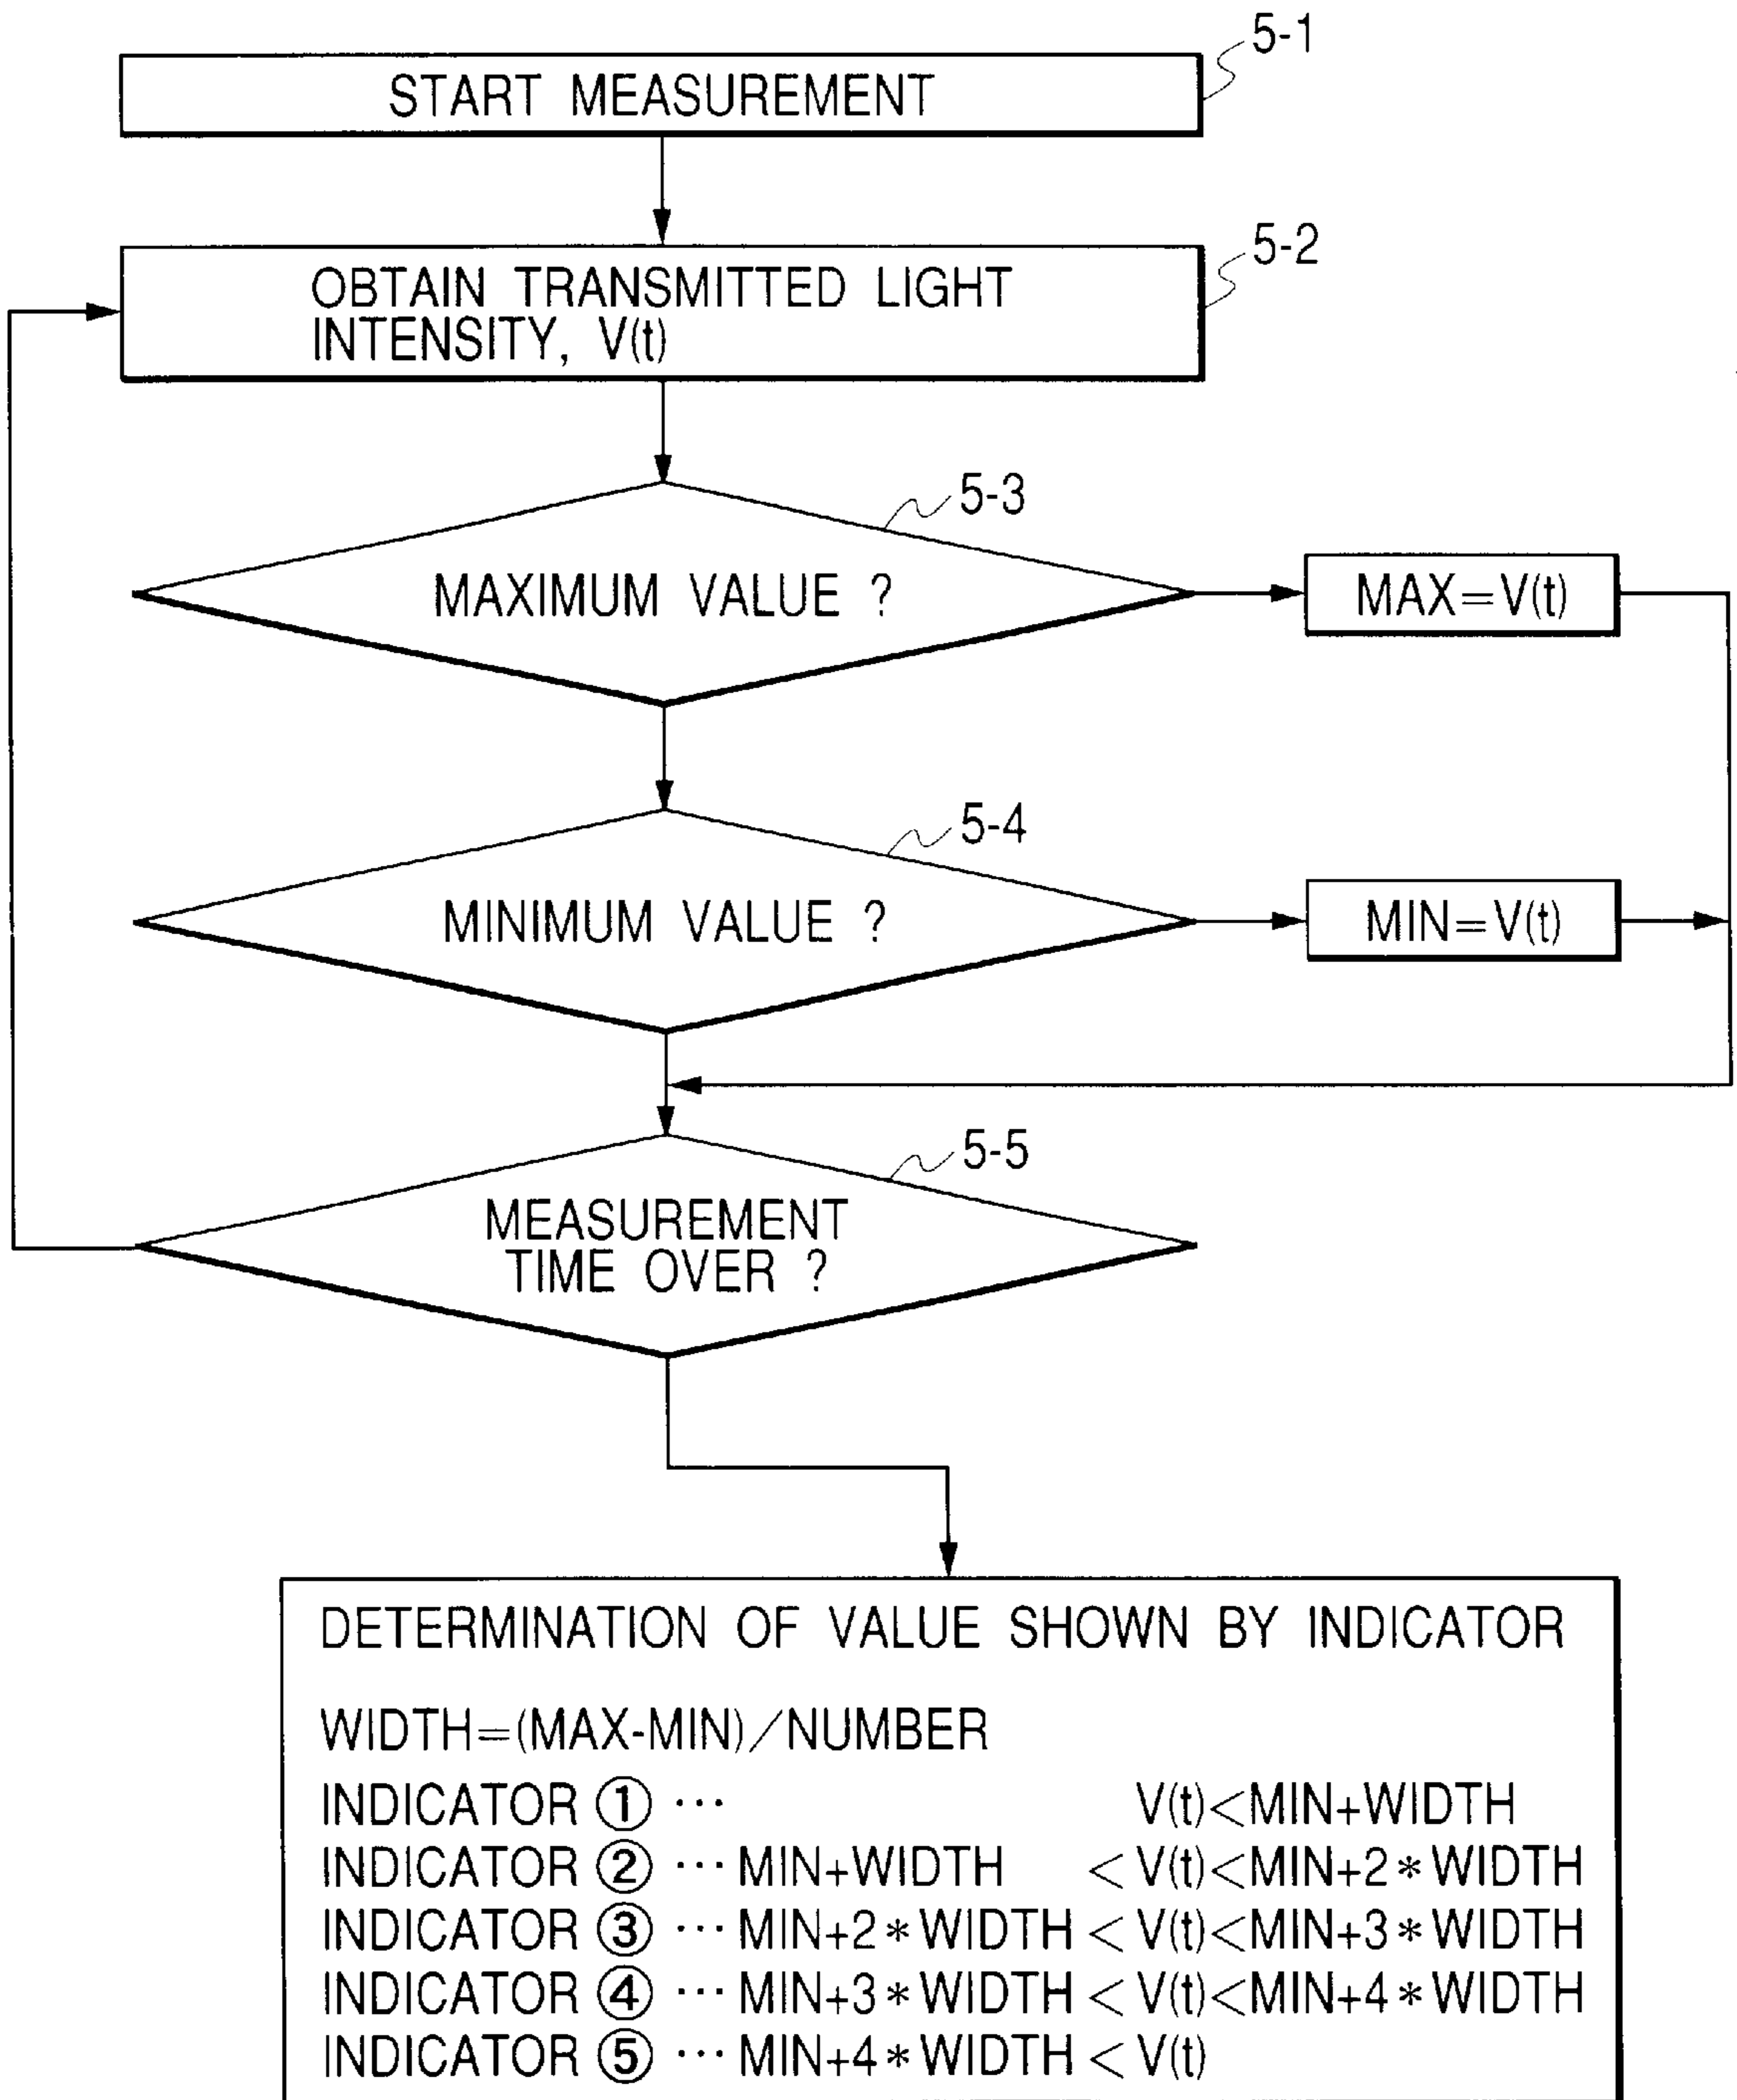 5-1
START MEASUREMENT
5-2
OBTAIN TRANSMITTED LIGHT
INTENSITY, V(t)
5-3
MAXIMUM VALUE ?
MAX=V(t)
5-4
MINIMUM VALUE ?
MIN=V(t)
5-5
MEASUREMENT
TIME OVER ?
DETERMINATION OF VALUE SHOWN BY INDICATOR
WIDTH=(MAX-MIN)/NUMBER
INDICATOR ① ··· V(t)<MIN+WIDTH
INDICATOR ② ··· MIN+WIDTH < V(t)<MIN+2*WIDTH
INDICATOR ③ ··· MIN+2*WIDTH < V(t)<MIN+3*WIDTH
INDICATOR ④ ··· MIN+3*WIDTH < V(t)<MIN+4*WIDTH
INDICATOR ⑤ ··· MIN+4*WIDTH < V(t)